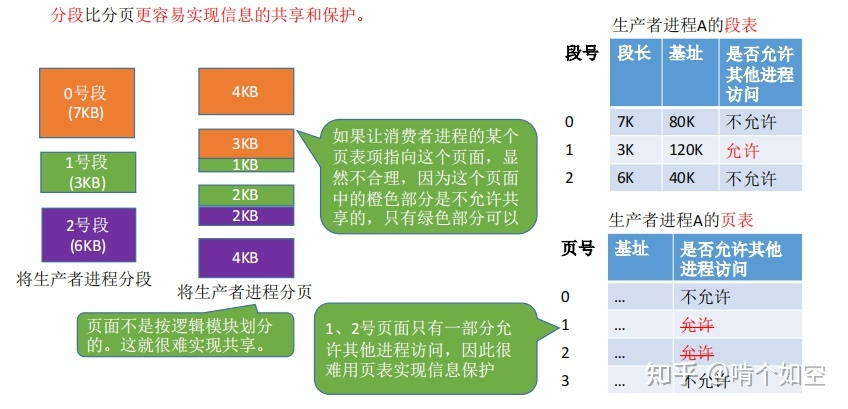 分段比分页更容易实现信息的共享和保护。
0号段
(7KB)
1号段
(3KB)
2号段
(6KB)
将生产者进程分段
4KB
3KB
1KB
2KB
2KB
4KB
将生产者进程分页
如果让消费者进程的某个
页表项指向这个页面，显
然不合理，因为这个页面
中的橙色部分是不允许共
享的，只有绿色部分可以
页面不是按逻辑模块划分
的。这就很难实现共享。
1、2号页面只有一部分允
许其他进程访问，因此很
难用页表实现信息保护
生产者进程A的段表
段号 段长 基址 是否允许
其他进程
访问
0 7K 80K 不允许
1 3K 120K 允许
2 6K 40K 不允许
生产者进程A的页表
页号 基址 是否允许其他
进程访问
0 ... 不允许
1 ... 允许
2 ... 允许
3 ... 不允许
知乎 @啃个如空